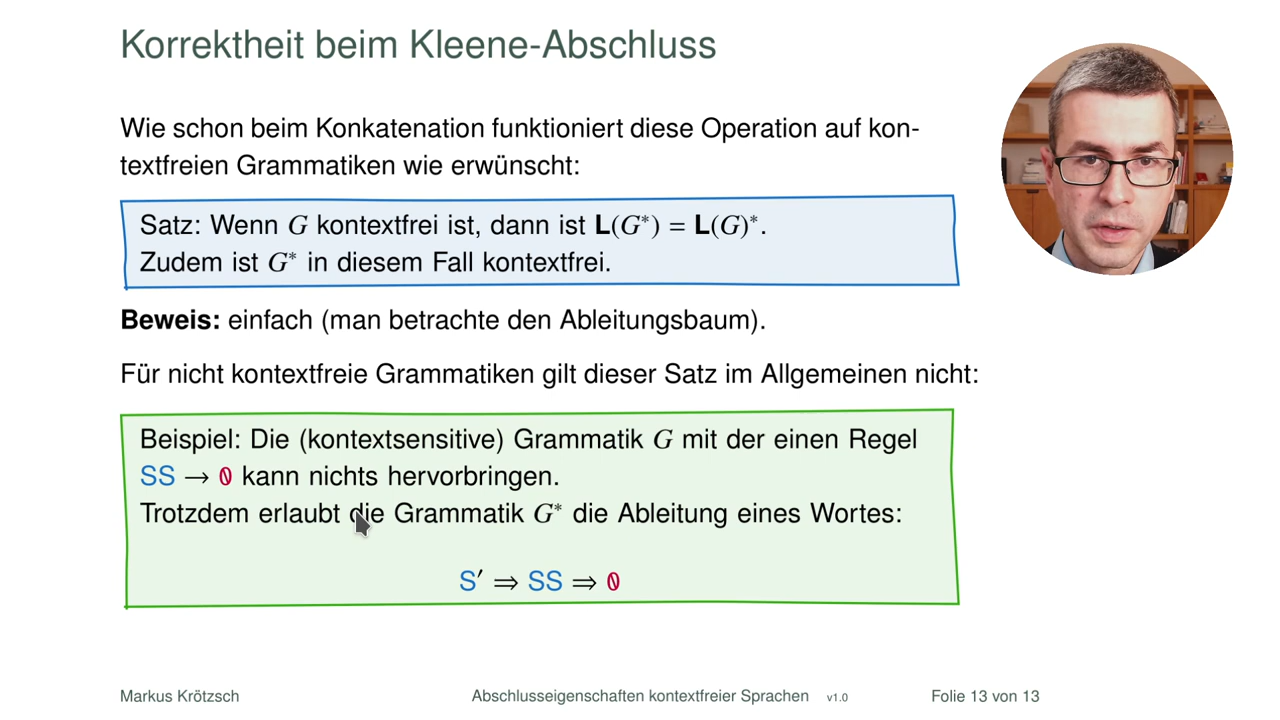 Korrektheit beim Kleene-Abschluss
Wie schon beim Konkatenation funktioniert diese Operation auf kon-
textfreien Grammatiken wie erwünscht:
Satz: Wenn G kontextfrei ist, dann ist L(G*) = L(G)*.
Zudem ist G* in diesem Fall kontextfrei.
Beweis: einfach (man betrachte den Ableitungsbaum).
Für nicht kontextfreie Grammatiken gilt dieser Satz im Allgemeinen nicht:
Beispiel: Die (kontextsensitive) Grammatik G mit der einen Regel
SS → 0 kann nichts hervorbringen.
Trotzdem erlaubt die Grammatik G* die Ableitung eines Wortes:
S′ ⇒ SS ⇒ 0
Markus Krötzsch Abschlusseigenschaften kontextfreier Sprachen v1.0 Folie 13 von 13